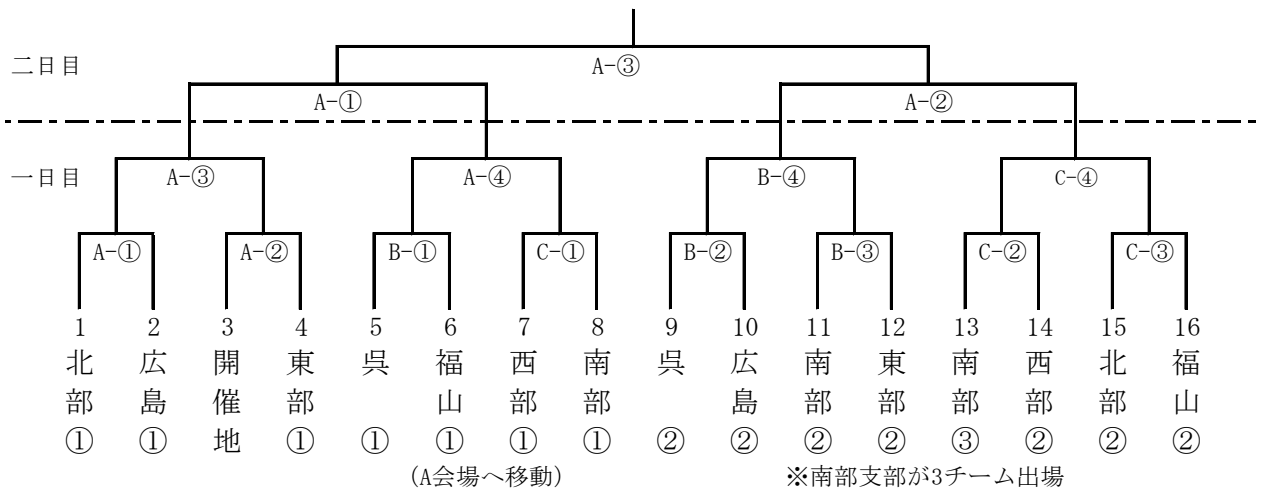 A-③
二日目
A-①
A-②
一日目
A-③
A-④
B-④
C-④
A-①
A-②
B-①
C-①
B-②
B-③
C-②
C-③
1
2
3
4
5
6
7
8
9
10
11
12
13
14
15
16
北部①
広島①
開催地
東部①
呉①
福山①
西部①
南部①
呉②
広島②
南部②
東部②
南部③
西部②
北部②
福山②
(A会場へ移動)
※南部支部が3チーム出場